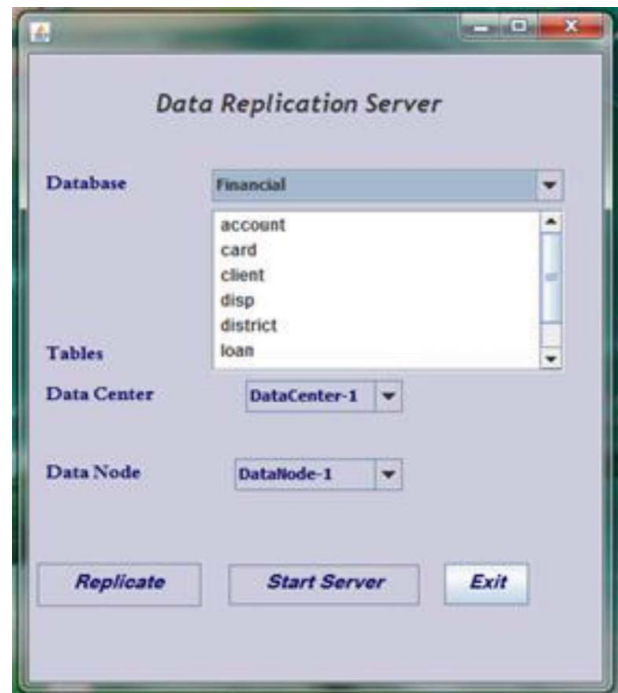 Data Replication Server
Database
Financial
account
card
client
disp
district
loan
Tables
Data Center
DataCenter-1
Data Node
DataNode-1
Replicate
Start Server
Exit